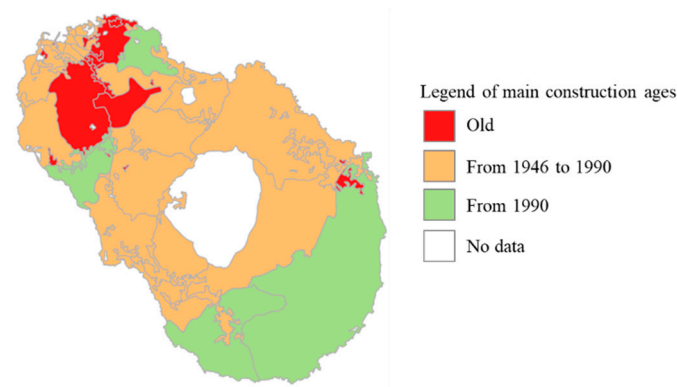 Legend of main construction ages
Old
From 1946 to 1990
From 1990
No data